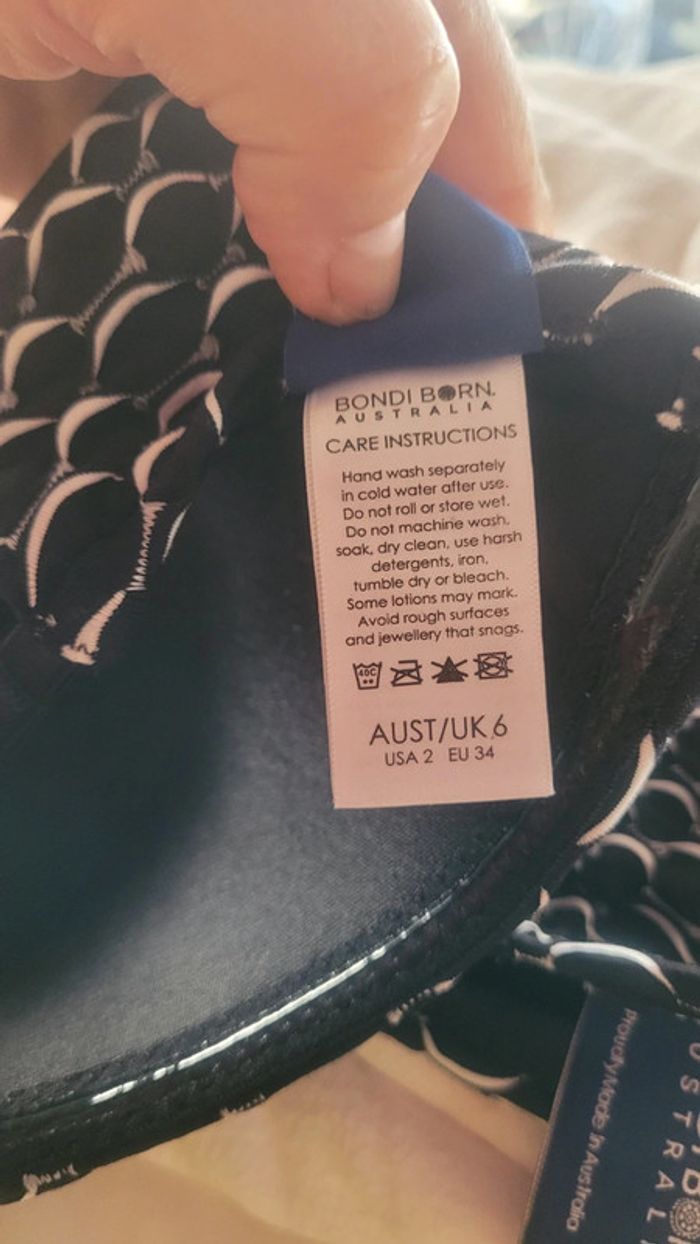 BONDI BORN.
AUSTRALIA
CARE INSTRUCTIONS
Hand wash separately
in cold water after use.
Do not roll or store wet.
Do not machine wash,
soak, dry clean, use harsh
detergents, iron,
tumble dry or bleach.
Some lotions may mark.
Avoid rough surfaces
and jewellery that snags.
40C
AUST/UK 6
USA 2 EU 34
Proudly Made in Australia